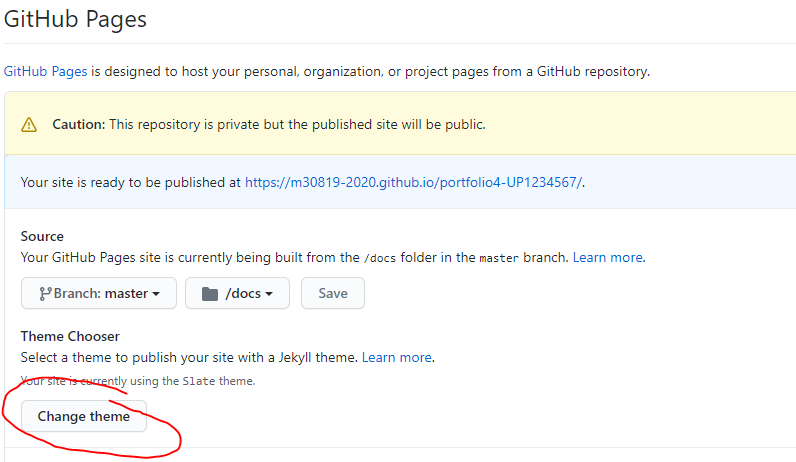 GitHub Pages
GitHub Pages is designed to host your personal, organization, or project pages from a GitHub repository.
Caution: This repository is private but the published site will be public.
Your site is ready to be published at https://m30819-2020.github.io/portfolio4-UP1234567/.
Source
Your GitHub Pages site is currently being built from the /docs folder in the master branch. Learn more.
Branch: master /docs Save
Theme Chooser
Select a theme to publish your site with a Jekyll theme. Learn more.
Your site is currently using the Slate theme.
Change theme